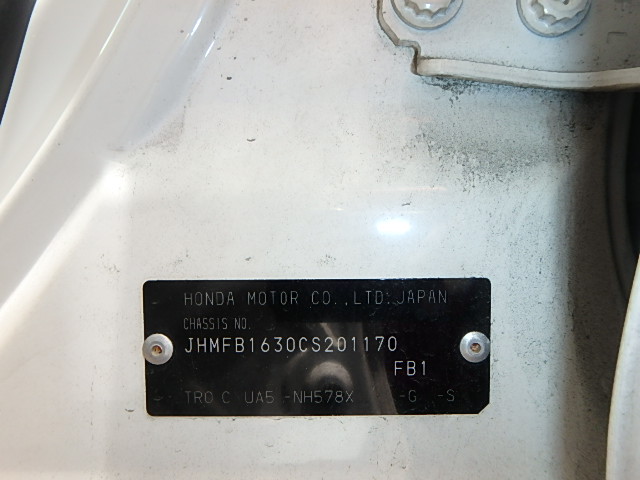 HONDA MOTOR CO.,LTD.JAPAN
CHASSIS NO.
JHMFB1630CS201170
FB1
TRO C UA5 -NH578X -G -S